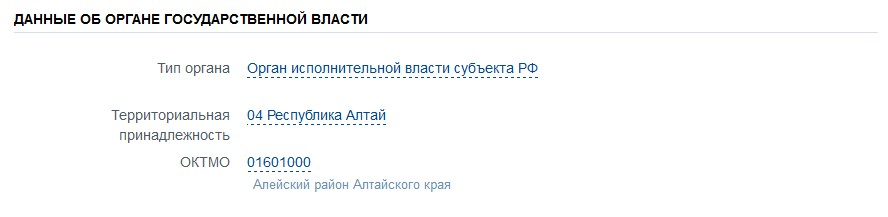 ДАННЫЕ ОБ ОРГАНЕ ГОСУДАРСТВЕННОЙ ВЛАСТИ
Тип органа Орган исполнительной власти субъекта РФ
Территориальная 04 Республика Алтай
принадлежность
ОКТМО 01601000
Алейский район Алтайского края